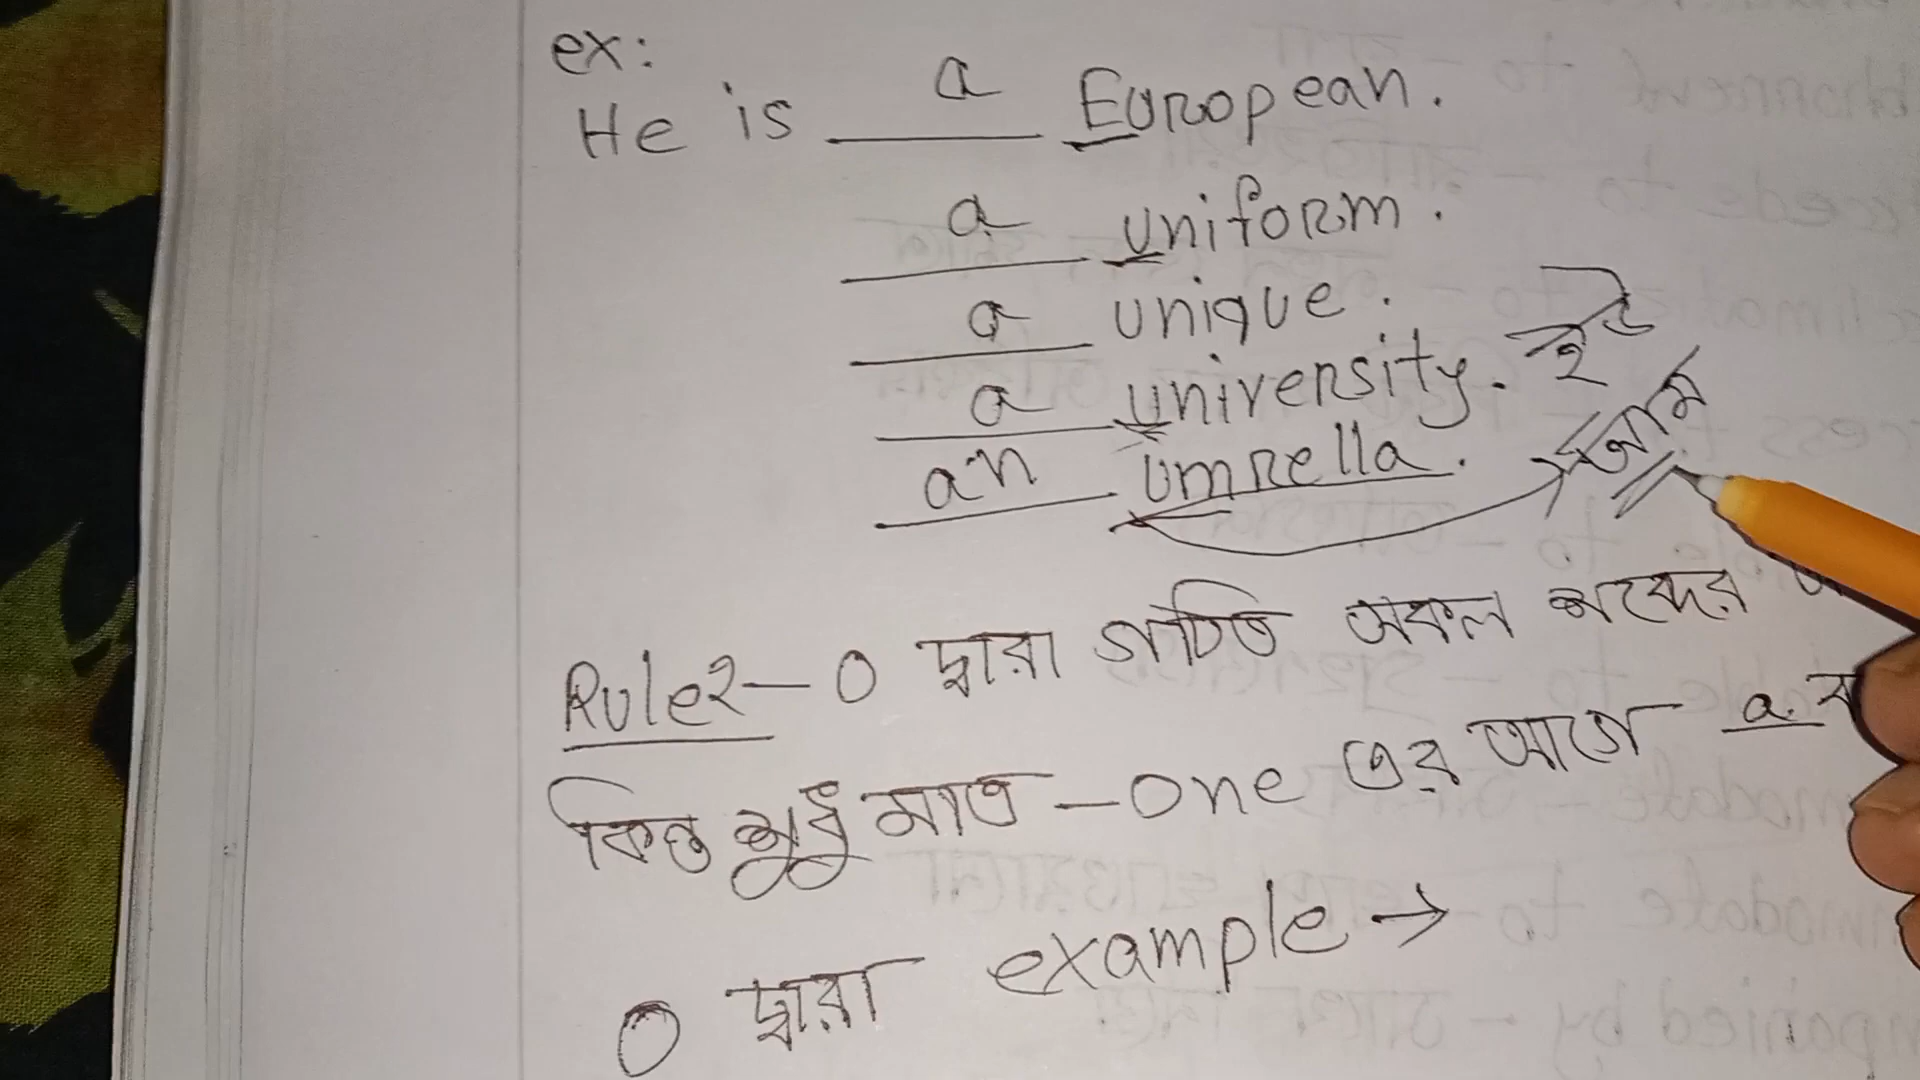 ex:
He is a European.
a uniform.
a unique.
a university. ইউ
an umrella. আম
Rule2 - O দ্বারা গঠিত সকল শব্দের
কিন্তু শুধু মাত্র - one এর আগে a.
O দ্বারা example →